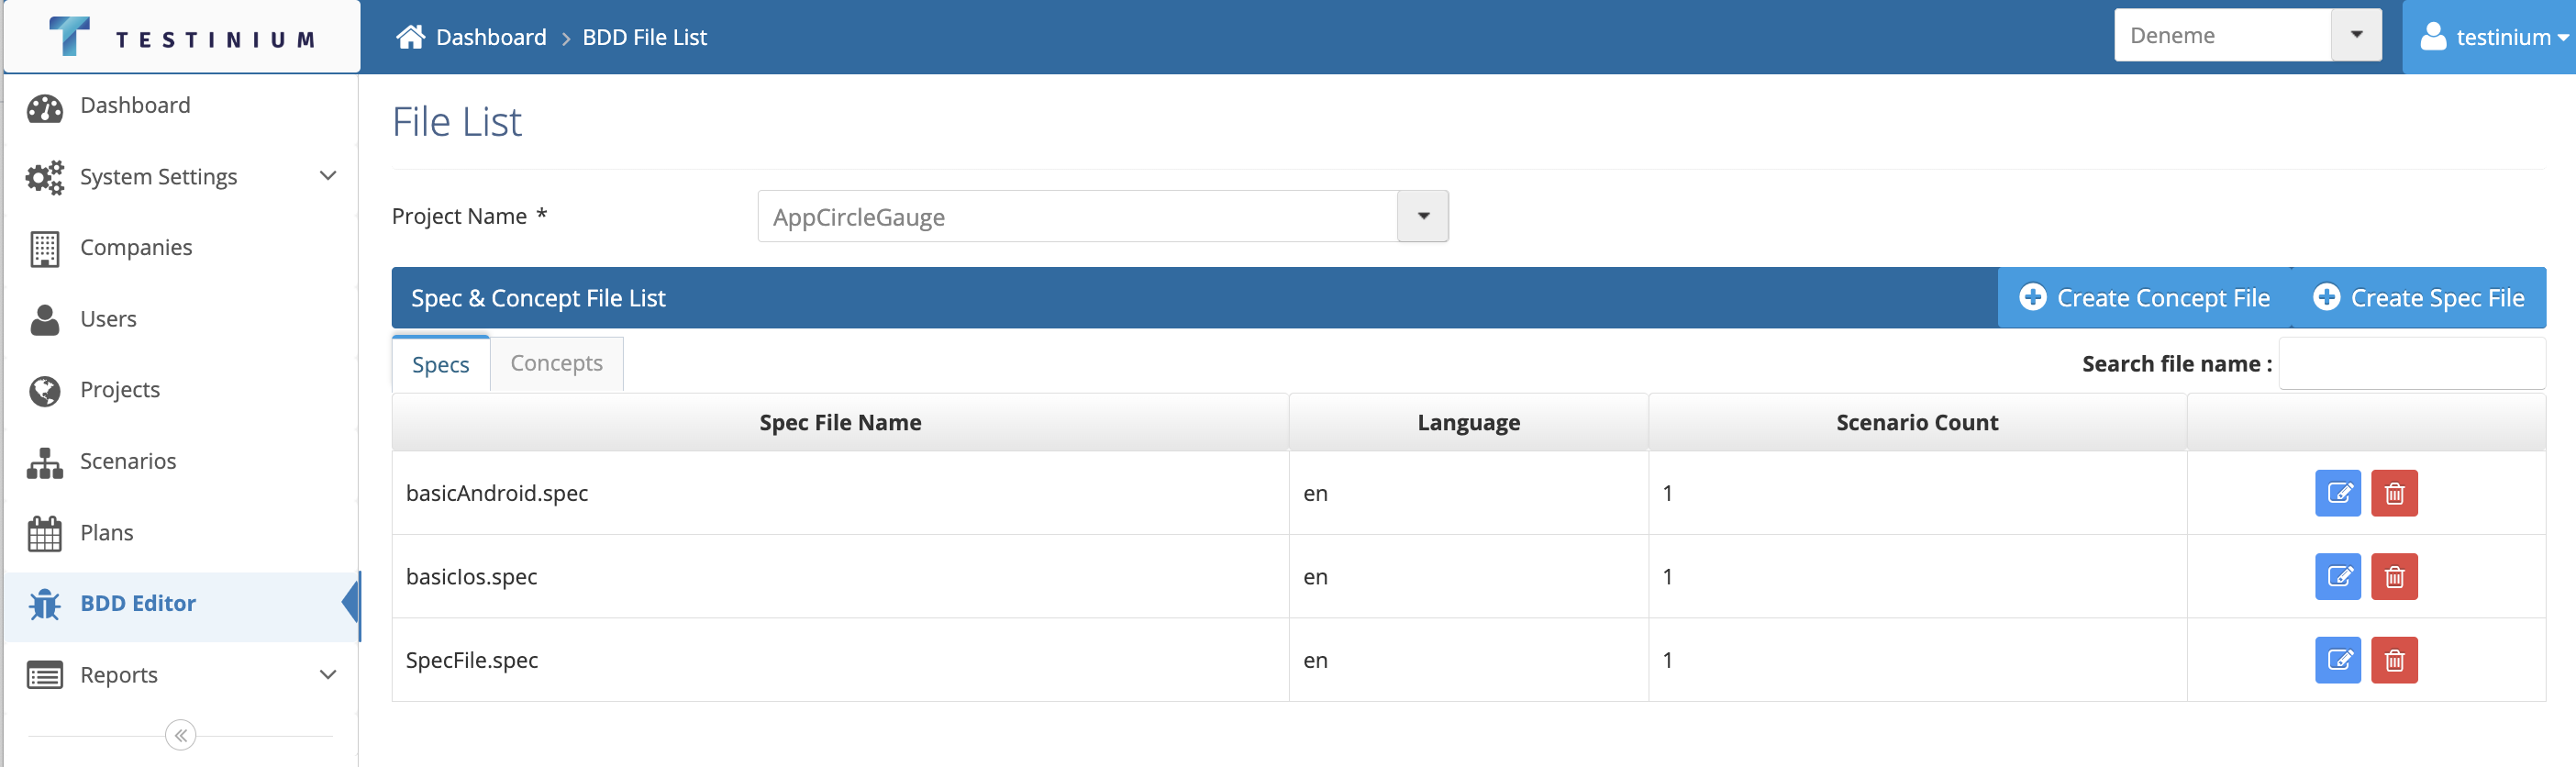 TESTINIUM
Dashboard > BDD File List
Deneme
testinium
Dashboard
System Settings
Companies
Users
Projects
Scenarios
Plans
BDD Editor
Reports
File List
Project Name *
AppCircleGauge
Spec & Concept File List
Create Concept File
Create Spec File
Specs
Concepts
Search file name :
Spec File Name Language Scenario Count
basicAndroid.spec en 1
basicIos.spec en 1
SpecFile.spec en 1